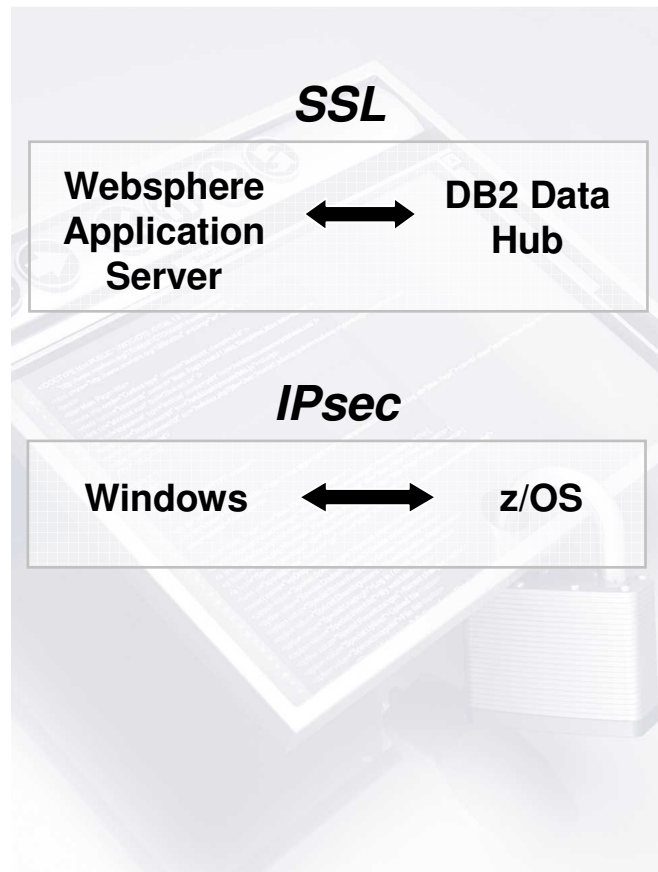 SSL
Websphere
Application
Server
DB2 Data
Hub
IPsec
Windows
z/OS